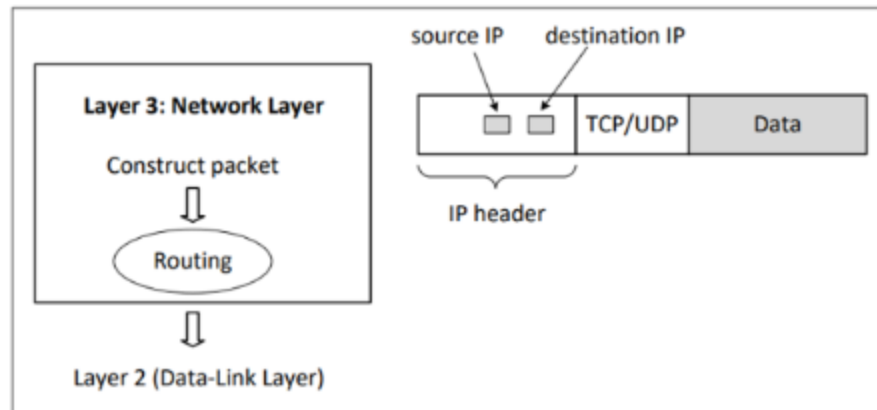 source IP destination IP
Layer 3: Network Layer
TCP/UDP Data
Construct packet
IP header
Routing
Layer 2 (Data-Link Layer)